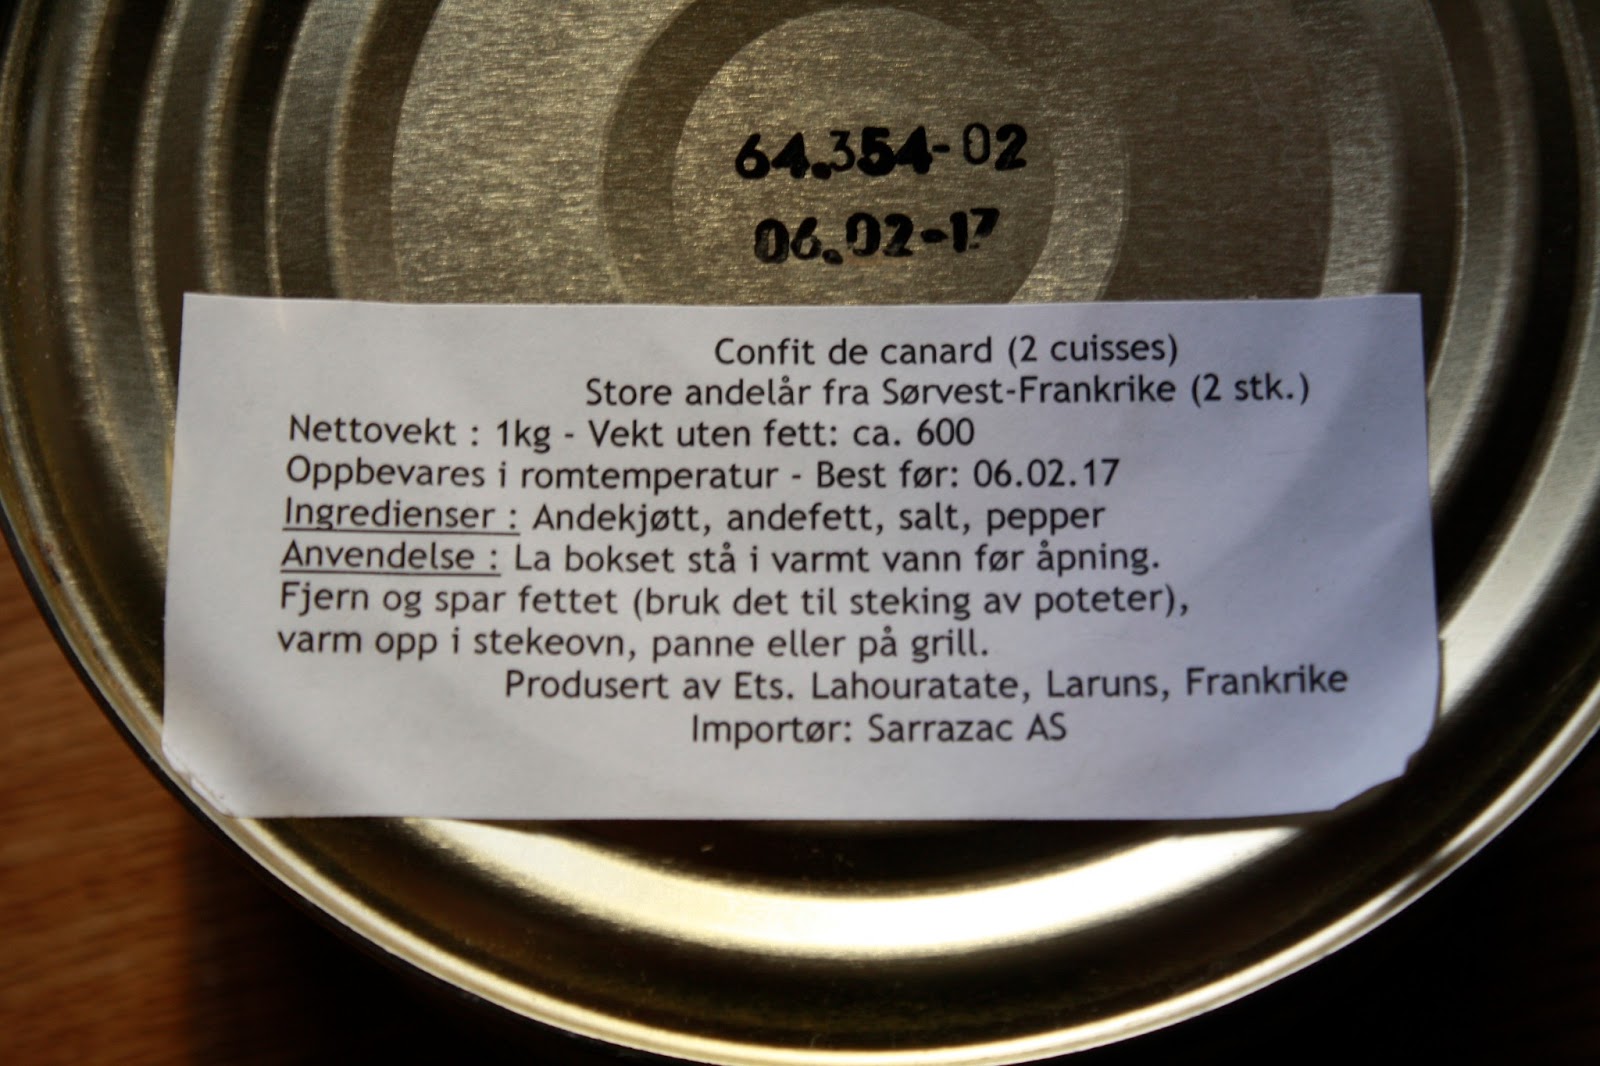 64.354-02
06.02-17
Confit de canard (2 cuisses)
Store andelår fra Sørvest-Frankrike (2 stk.)
Nettovekt : 1kg - Vekt uten fett: ca. 600
Oppbevares i romtemperatur - Best før: 06.02.17
Ingredienser : Andekjøtt, andefett, salt, pepper
Anvendelse : La bokset stå i varmt vann før åpning.
Fjern og spar fettet (bruk det til steking av poteter),
varm opp i stekeovn, panne eller på grill.
Produsert av Ets. Lahouratate, Laruns, Frankrike
Importør: Sarrazac AS